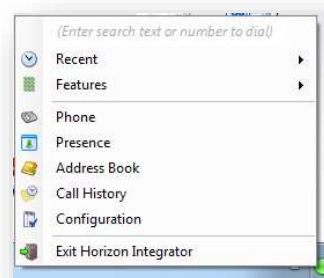 (Enter search text or number to dial)
Recent
Features
Phone
Presence
Address Book
Call History
Configuration
Exit Horizon Integrator